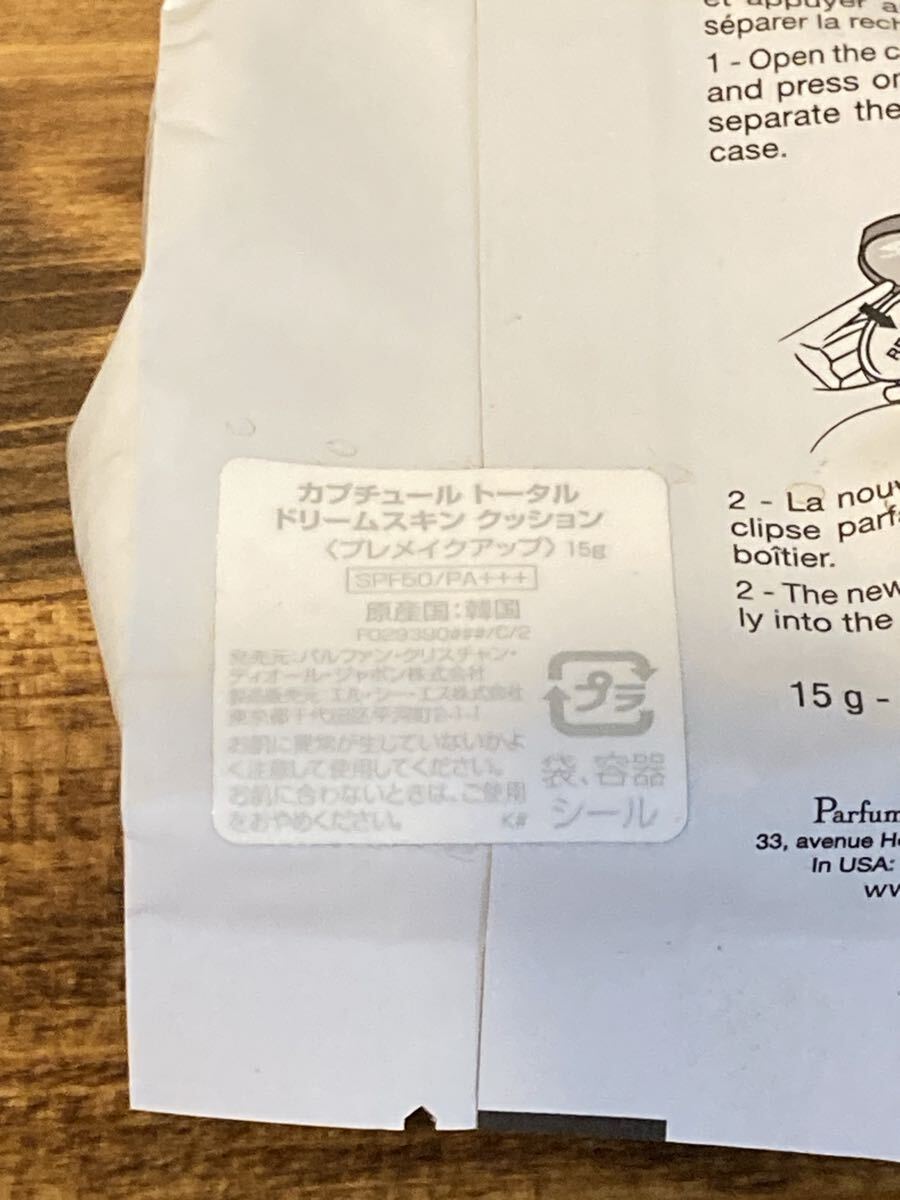 et appuyer
séparer la rech
1 - Open the c
and press on
separate the
case.
カプチュール トータル
ドリームスキン クッション
〈プレメイクアップ〉 15g
SPF50/PA+++
原産国:韓国
F029390###/C/2
発売元:パルファン・クリスチャン・
ディオール・ジャポン株式会社
製造販売元 エル・シー・エス株式会社
東京都千代田区平河町2-1-1
お肌に異常が生じていないかよ
く注意して使用してください。
お肌に合わないときは、ご使用
をおやめください。 K#
プラ
袋、容器
シール
2 - La nouv
clipse parfa
boîtier.
2 - The new
ly into the
15 g -
Parfum
33, avenue Ho
In USA: